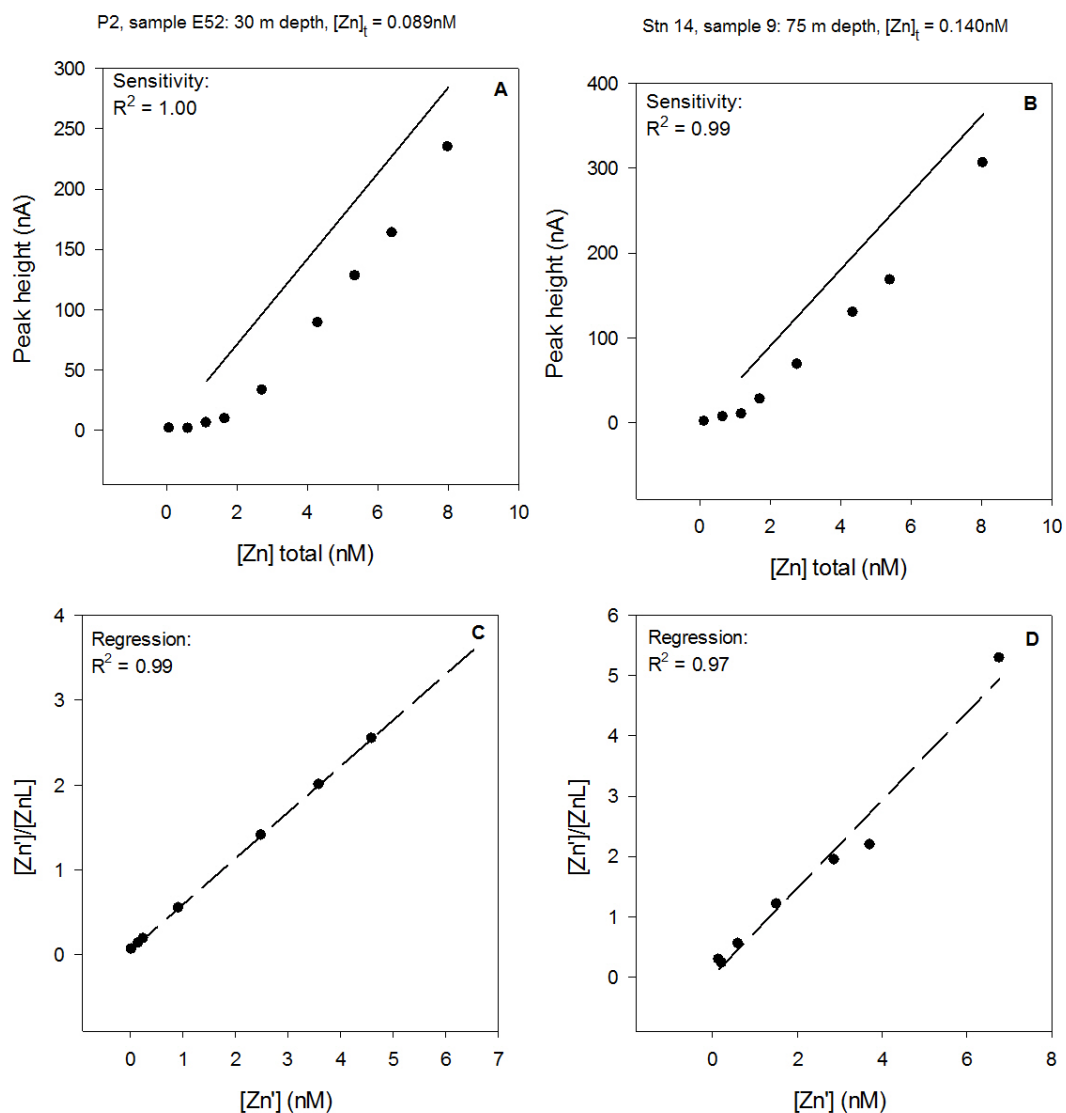 P2, sample E52: 30 m depth, [Zn]t = 0.089nM
Stn 14, sample 9: 75 m depth, [Zn]t = 0.140nM
300
250
200
150
100
50
0
Peak height (nA)
Sensitivity:
R2 = 1.00
A
0 2 4 6 8 10
[Zn] total (nM)
400
300
200
100
0
Peak height (nA)
Sensitivity:
R2 = 0.99
B
0 2 4 6 8 10
[Zn] total (nM)
4
3
2
1
0
[Zn']/[ZnL]
Regression:
R2 = 0.99
C
0 1 2 3 4 5 6 7
[Zn'] (nM)
6
5
4
3
2
1
0
[Zn']/[ZnL]
Regression:
R2 = 0.97
D
0 2 4 6 8
[Zn'] (nM)